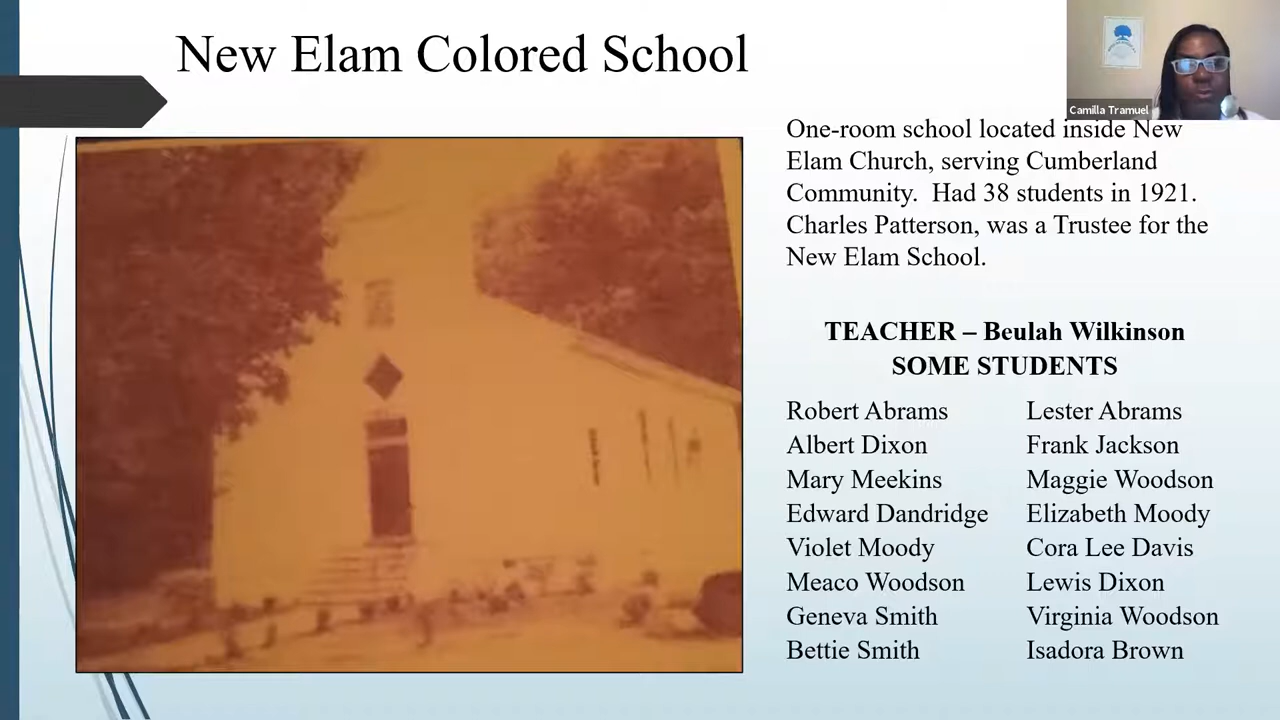 New Elam Colored School
Camilla Tramuel
One-room school located inside New
Elam Church, serving Cumberland
Community.  Had 38 students in 1921.
Charles Patterson, was a Trustee for the
New Elam School.
TEACHER – Beulah Wilkinson
SOME STUDENTS
Robert Abrams
Albert Dixon
Mary Meekins
Edward Dandridge
Violet Moody
Meaco Woodson
Geneva Smith
Bettie Smith
Lester Abrams
Frank Jackson
Maggie Woodson
Elizabeth Moody
Cora Lee Davis
Lewis Dixon
Virginia Woodson
Isadora Brown